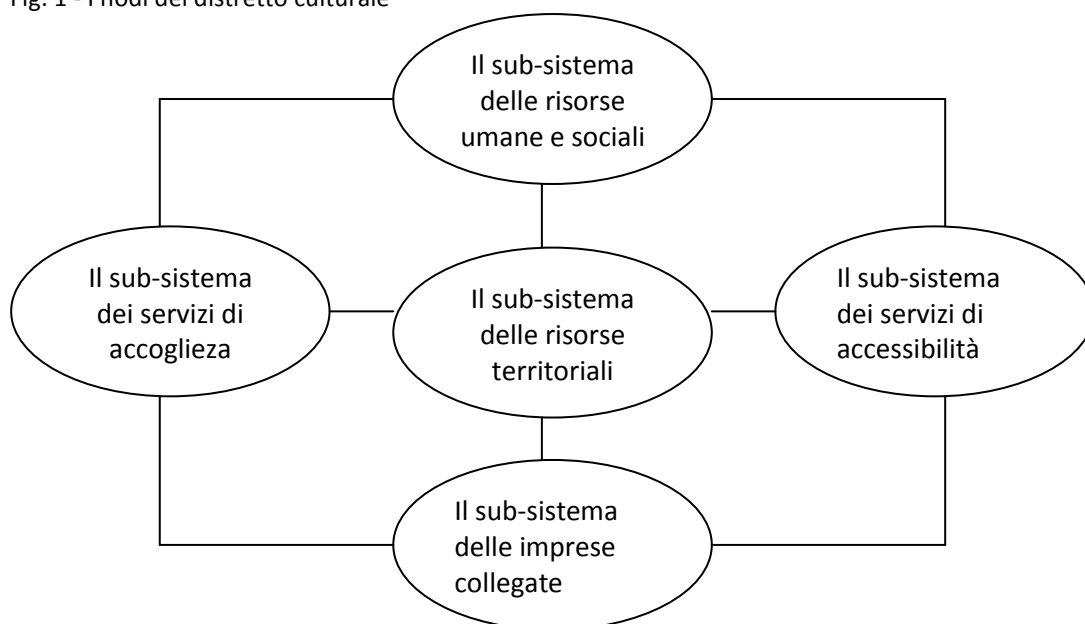 Fig. 1 - I nodi del distretto culturale
Il sub-sistema
delle risorse
umane e sociali
Il sub-sistema
dei servizi di
accoglieza
Il sub-sistema
delle risorse
territoriali
Il sub-sistema
dei servizi di
accessibilità
Il sub-sistema
delle imprese
collegate